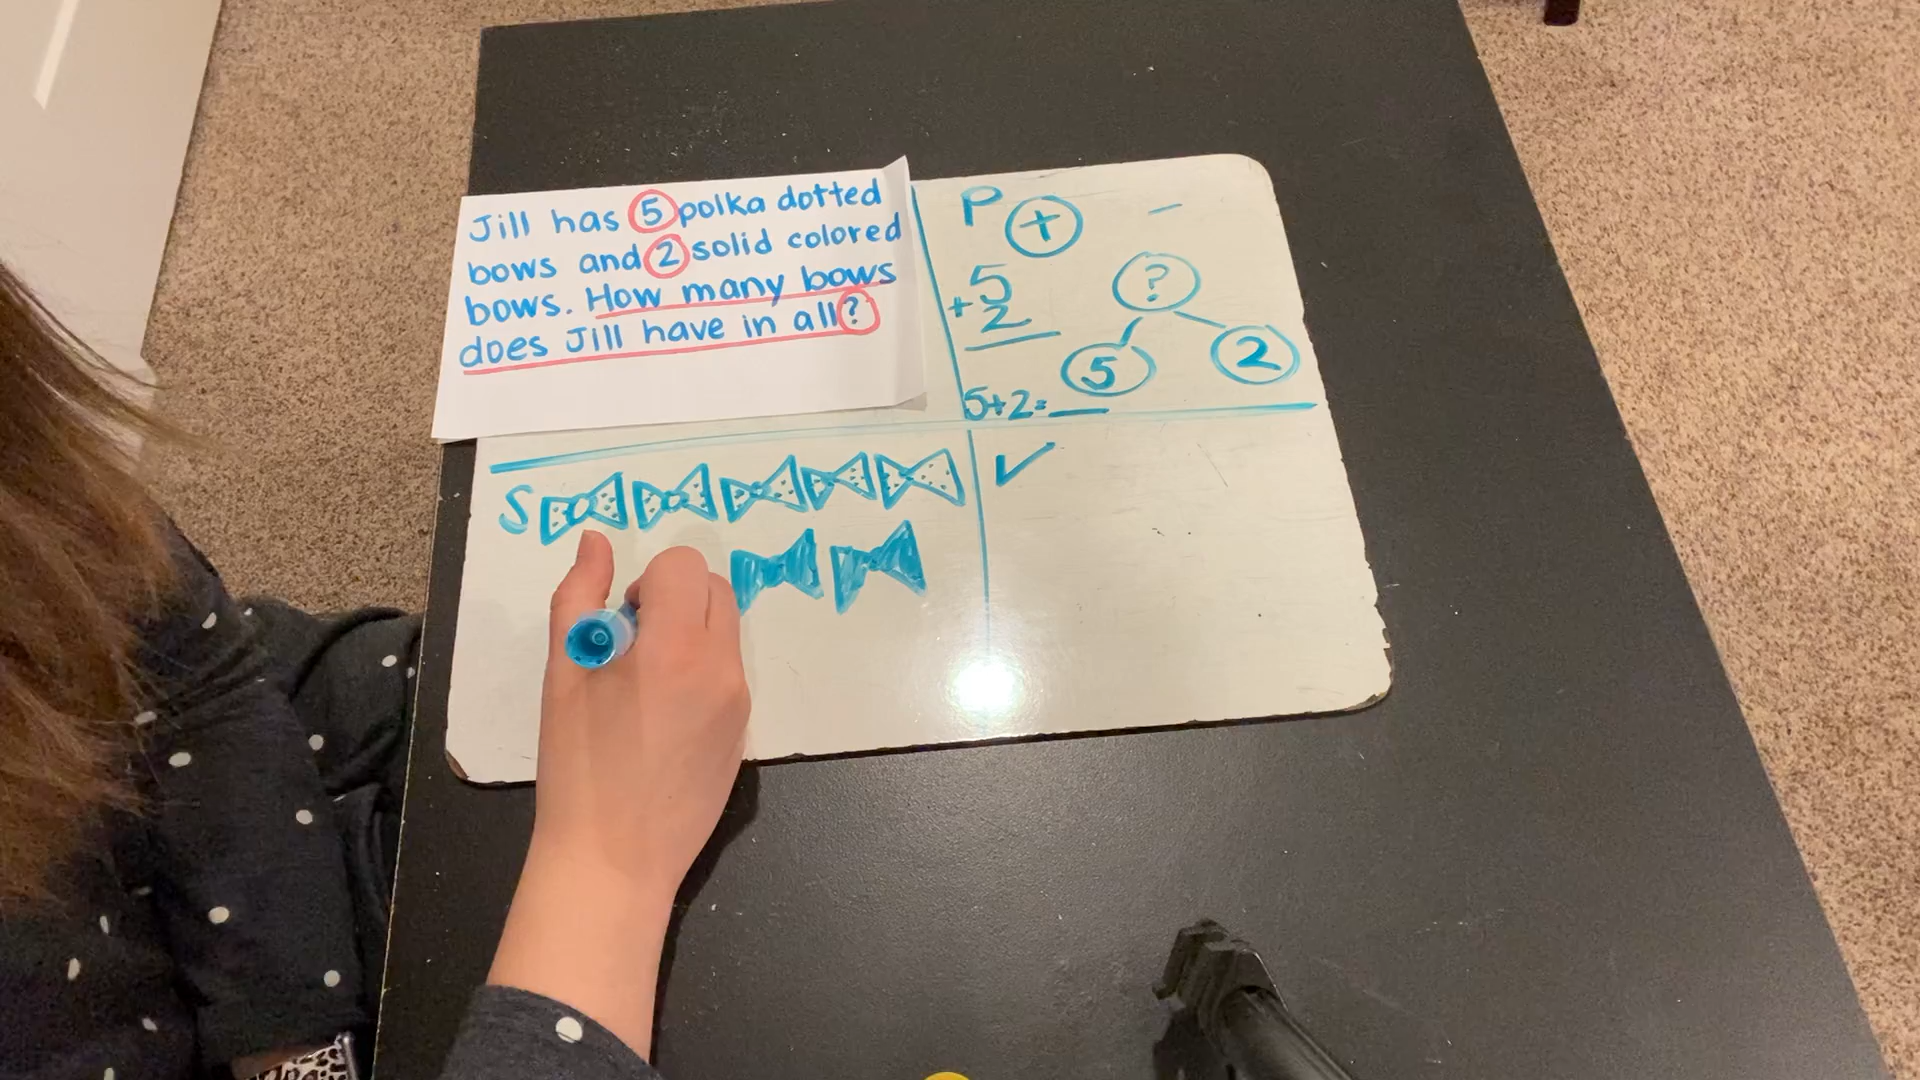 Jill has 5 polka dotted
bows and 2 solid colored
bows. How many bows
does Jill have in all?
P + -
5
+ 2
?
5 2
5+2=__
S
✓